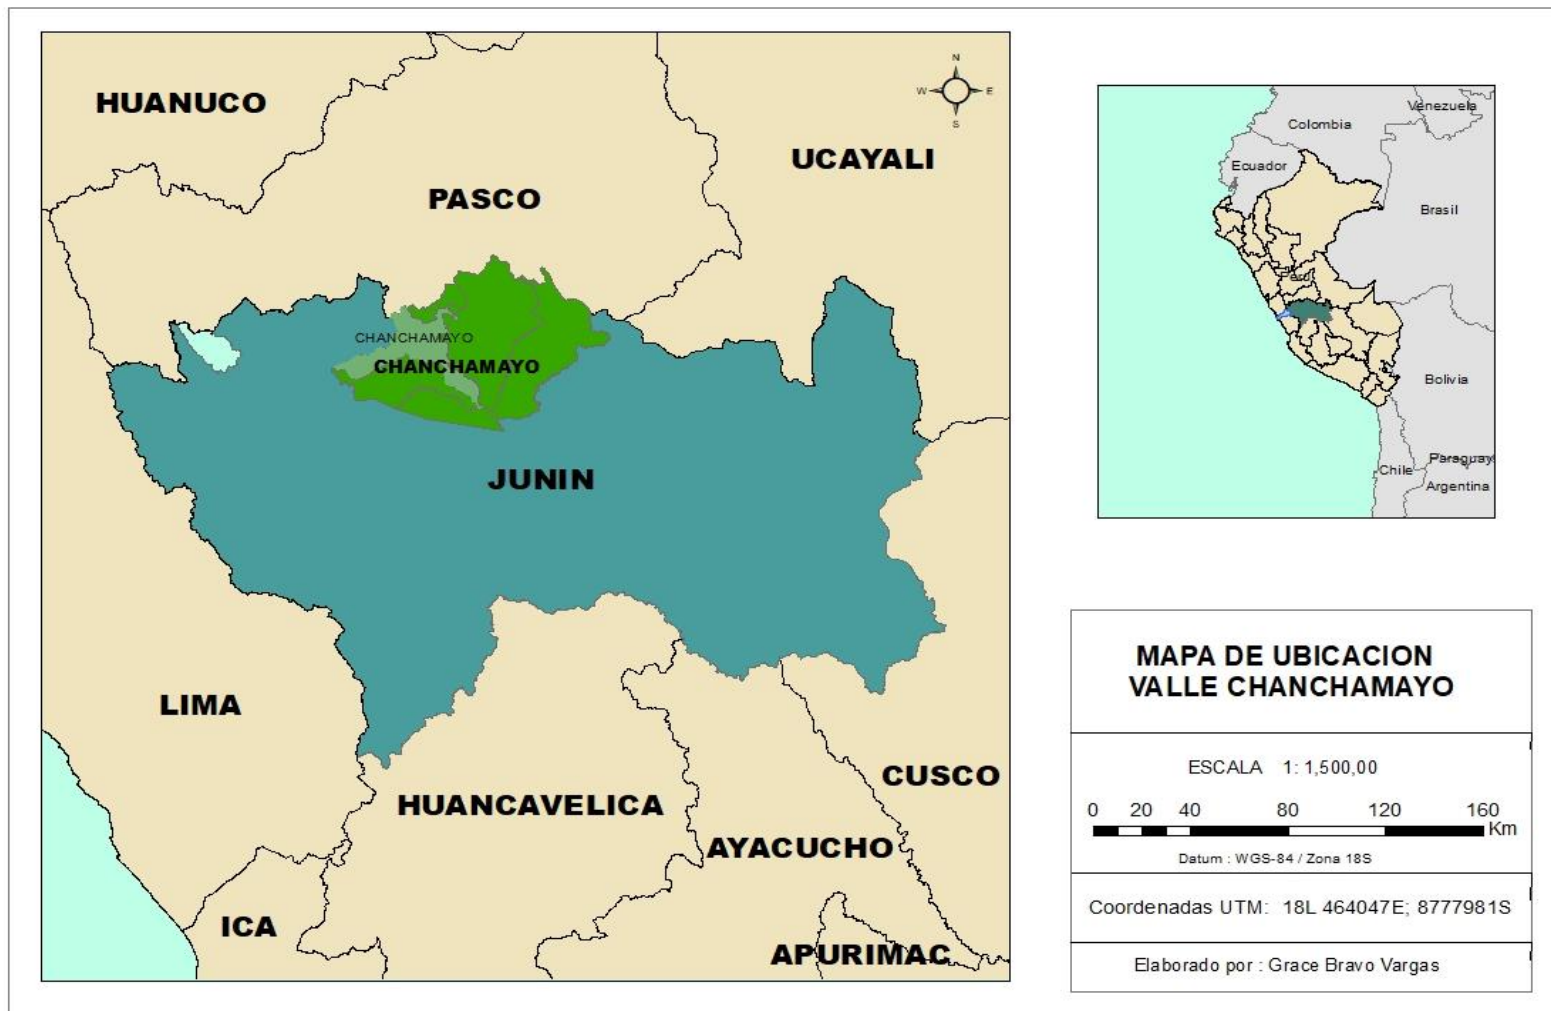 HUANUCO
N
W E
S
UCAYALI
PASCO
CHANCHAMAYO
CHANCHAMAYO
JUNIN
LIMA
HUANCAVELICA
CUSCO
AYACUCHO
ICA
APURIMAC
Venezuela
Colombia
Ecuador
Brasil
Perú
Bolivia
Paraguay
Chile
Argentina
MAPA DE UBICACION
VALLE CHANCHAMAYO
ESCALA 1: 1,500,00
0 20 40 80 120 160
Km
Datum : WGS-84 / Zona 18S
Coordenadas UTM: 18L 464047E; 8777981S
Elaborado por : Grace Bravo Vargas